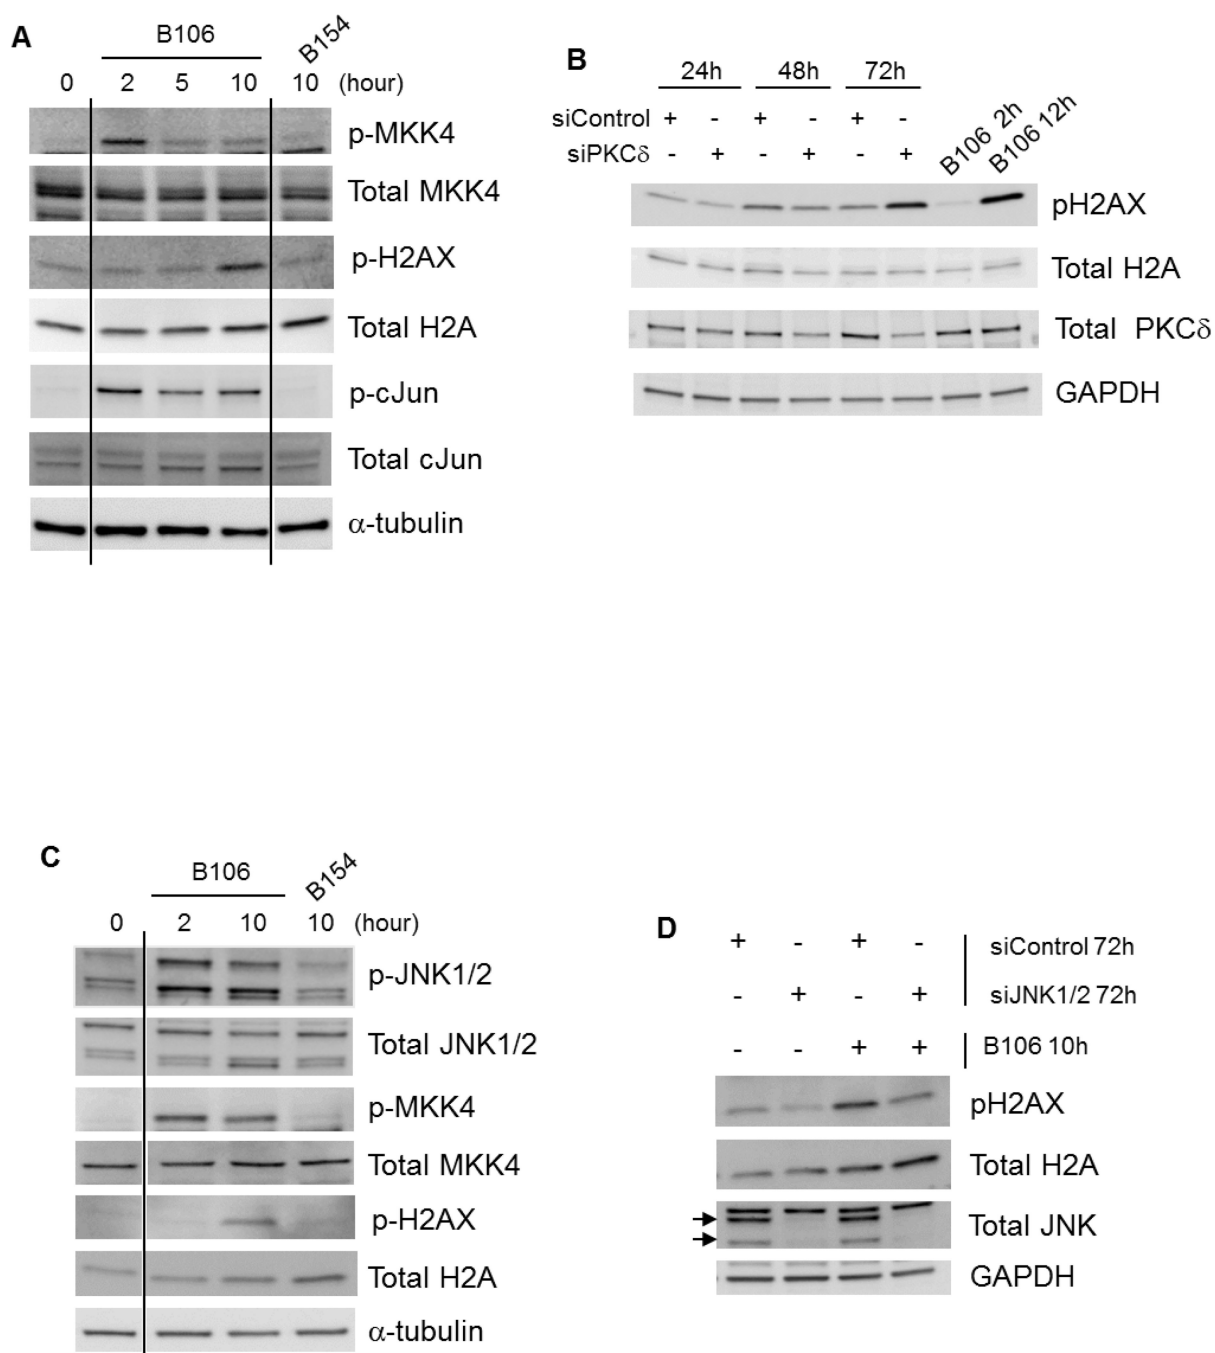 A
B106
B154
0 2 5 10 10 (hour)
p-MKK4
Total MKK4
p-H2AX
Total H2A
p-cJun
Total cJun
α-tubulin
B
24h 48h 72h
siControl + - + - + -
siPKCδ - + - + - +
B106 2h
B106 12h
pH2AX
Total H2A
Total PKCδ
GAPDH
C
B106
B154
0 2 10 10 (hour)
p-JNK1/2
Total JNK1/2
p-MKK4
Total MKK4
p-H2AX
Total H2A
α-tubulin
D
+ - + - siControl 72h
- + - + siJNK1/2 72h
- - + + B106 10h
pH2AX
Total H2A
Total JNK
GAPDH